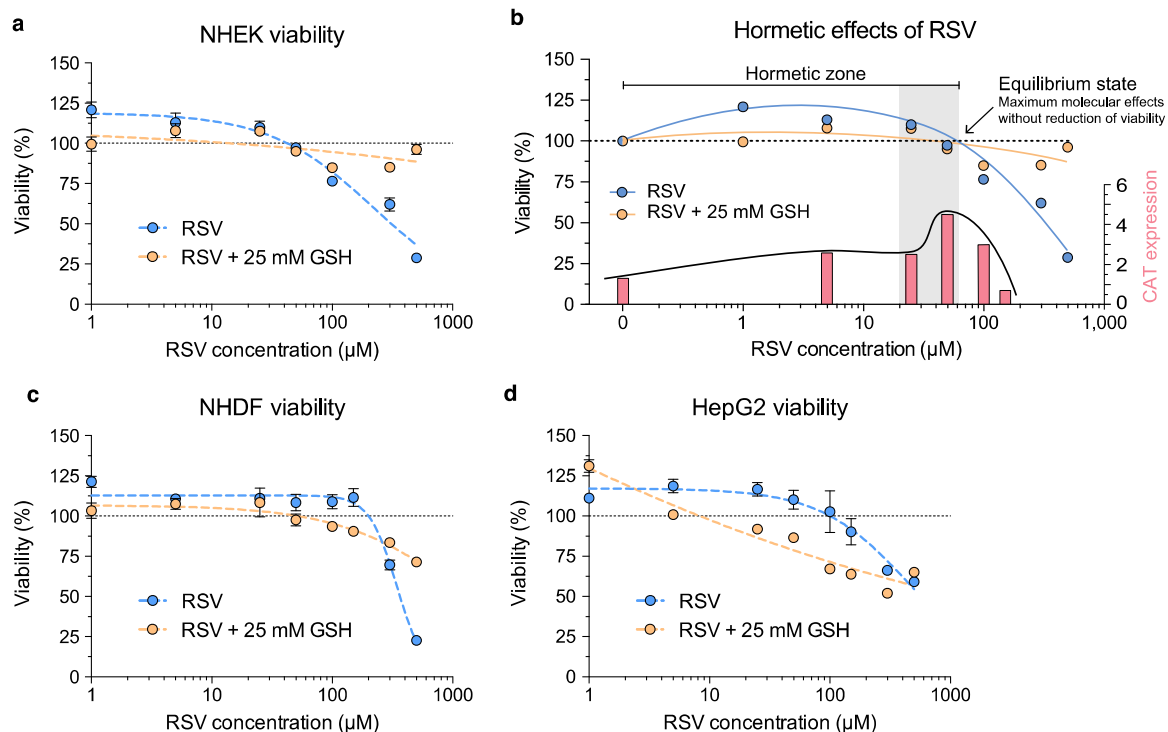 a
NHEK viability
150
125
100
75
50
25
0
Viability (%)
RSV
RSV + 25 mM GSH
1
10
100
1000
RSV concentration (µM)
b
Hormetic effects of RSV
150
125
100
75
50
25
0
Viability (%)
Hormetic zone
Equilibrium state
Maximum molecular effects
without reduction of viability
RSV
RSV + 25 mM GSH
6
4
2
0
CAT expression
0
1
10
100
1,000
RSV concentration (µM)
c
NHDF viability
150
125
100
75
50
25
0
Viability (%)
RSV
RSV + 25 mM GSH
1
10
100
1000
RSV concentration (µM)
d
HepG2 viability
150
125
100
75
50
25
0
Viability (%)
RSV
RSV + 25 mM GSH
1
10
100
1000
RSV concentration (µM)